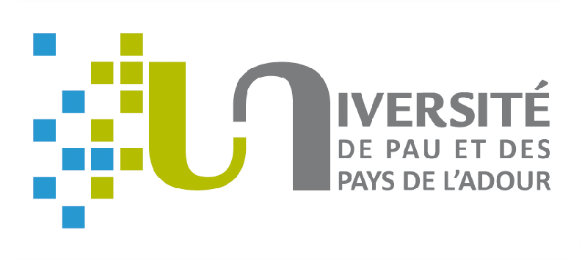 UNIVERSITÉ
DE PAU ET DES
PAYS DE L'ADOUR